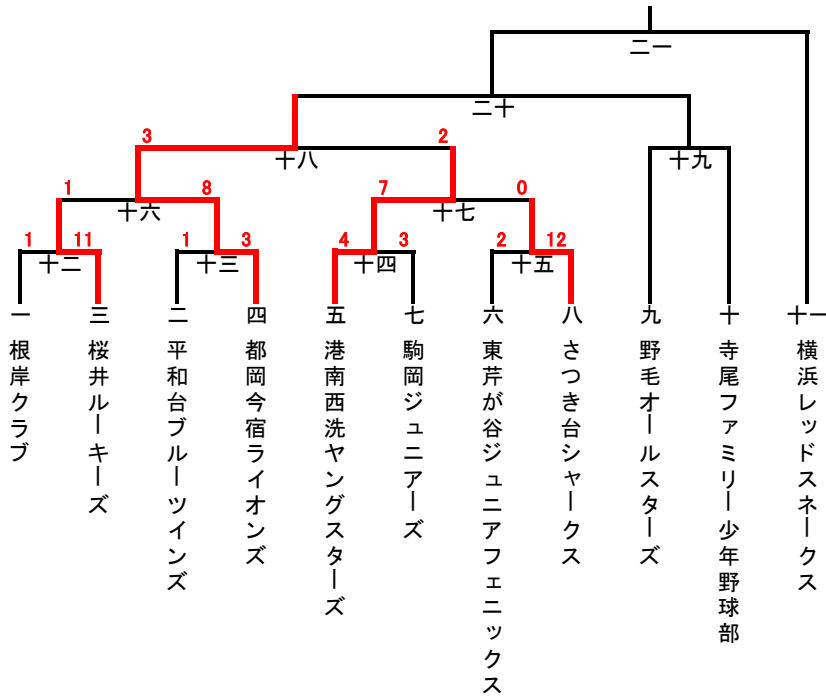 二一
二十
3
2
十八
十九
1
8
7
0
十六
十七
1
11
1
3
4
3
2
12
十二
十三
十四
十五
一 根岸クラブ
三 桜井ルーキーズ
二 平和台ブルーツインズ
四 都岡今宿ライオンズ
五 港南西洗ヤングスターズ
七 駒岡ジュニアーズ
六 東芹が谷ジュニアフェニックス
八 さつき台シャークス
九 野毛オールスターズ
十 寺尾ファミリー少年野球部
十一 横浜レッドスネークス